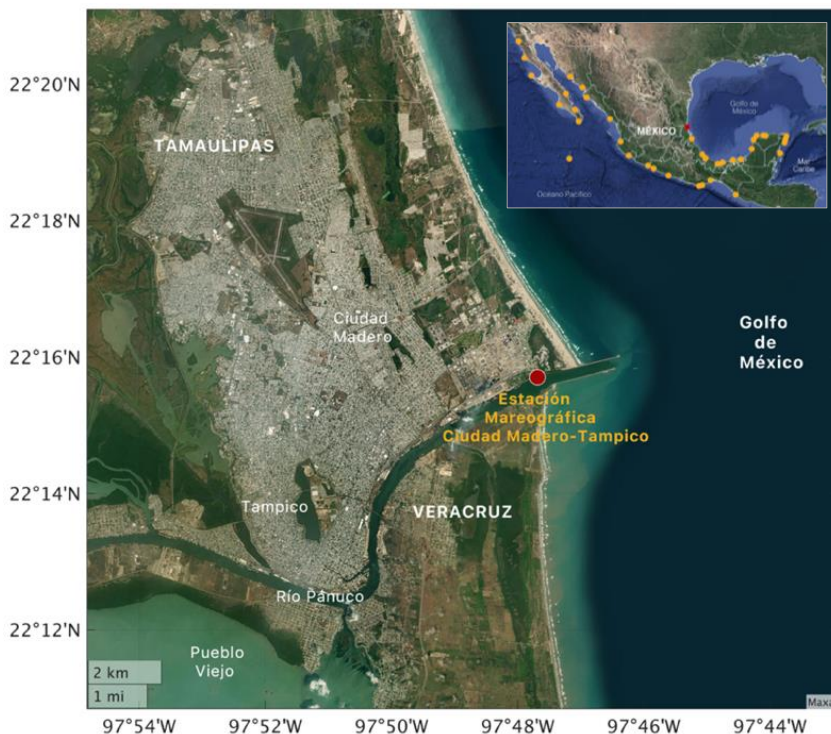 22°20'N
22°18'N
22°16'N
22°14'N
22°12'N
97°54'W
97°52'W
97°50'W
97°48'W
97°46'W
97°44'W
TAMAULIPAS
Golfo de
México
MÉXICO
Mar
Caribe
Océano Pacífico
Ciudad
Madero
Golfo
de
México
Estación
Mareográfica
Ciudad Madero-Tampico
Tampico
VERACRUZ
Río Pánuco
Pueblo
Viejo
2 km
1 mi
Maxa